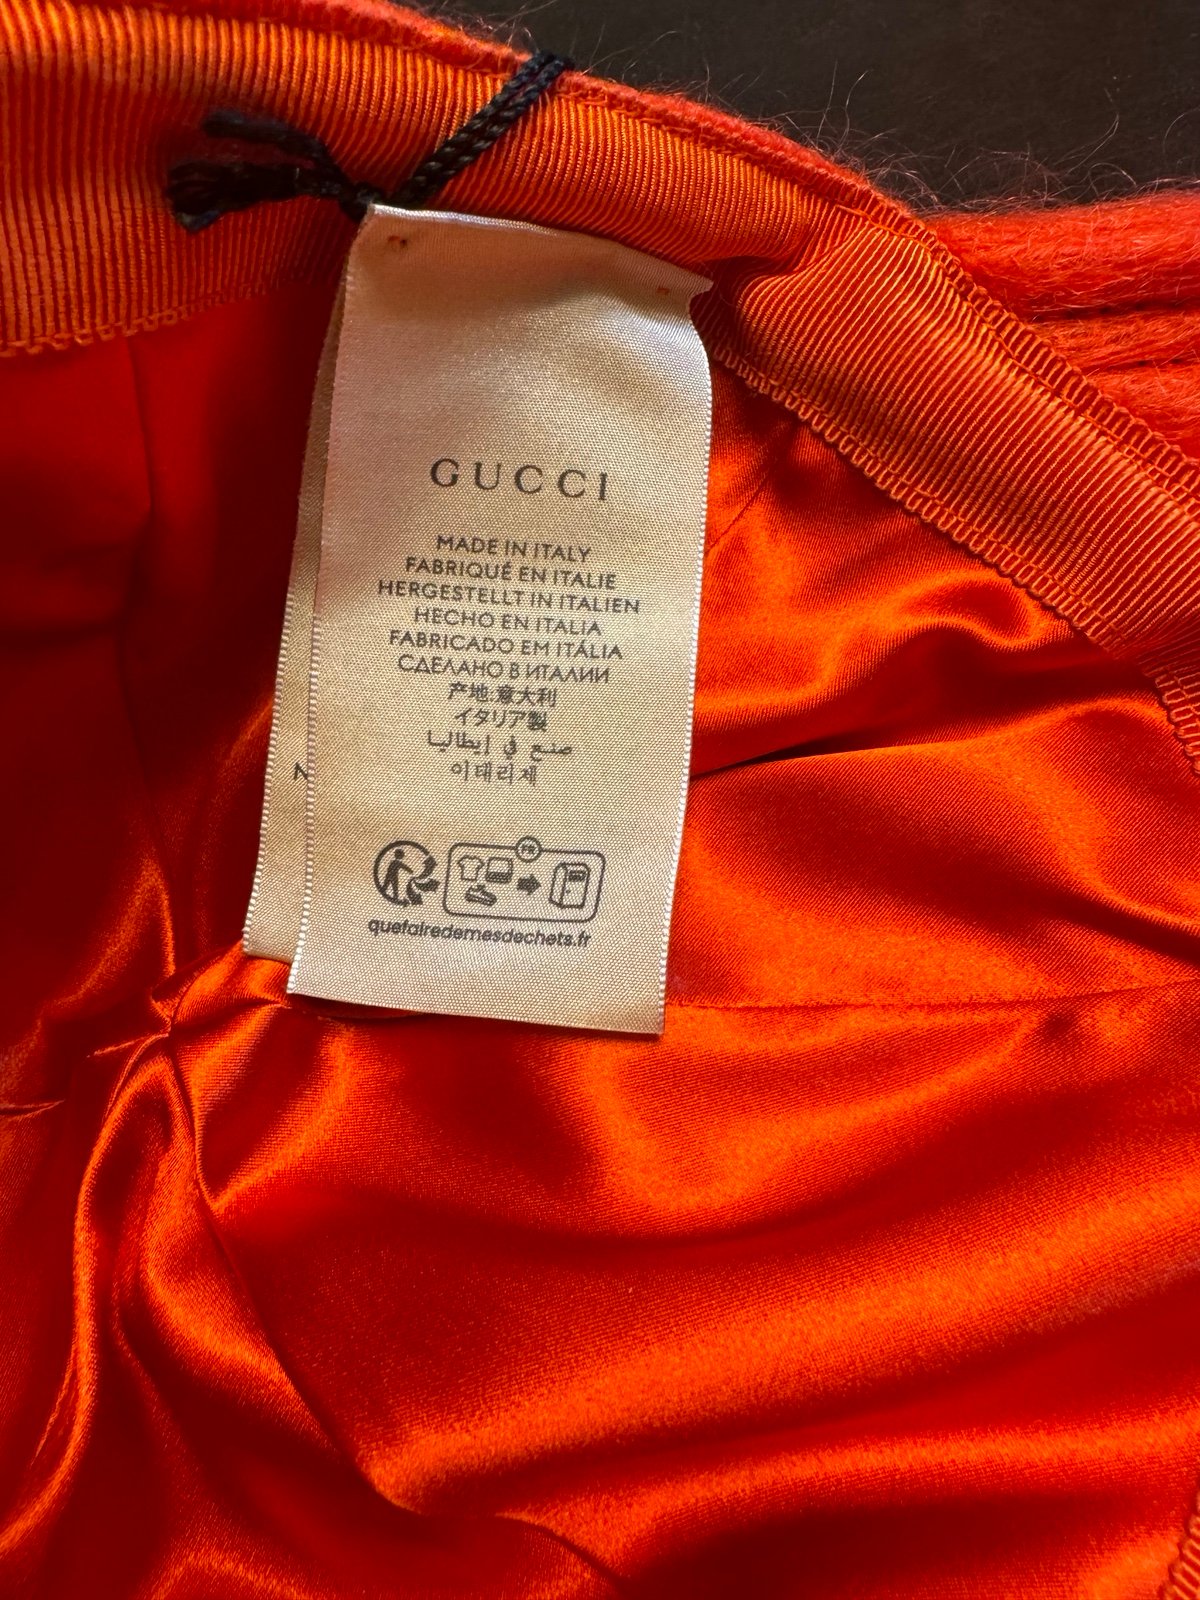 GUCCI
MADE IN ITALY
FABRIQUÉ EN ITALIE
HERGESTELLT IN ITALIEN
HECHO EN ITALIA
FABRICADO EM ITÁLIA
СДЕЛАНО В ИТАЛИИ
产地:意大利
イタリア製
صنع في إيطاليا
이태리제
N
FR
quefairedemesdechets.fr